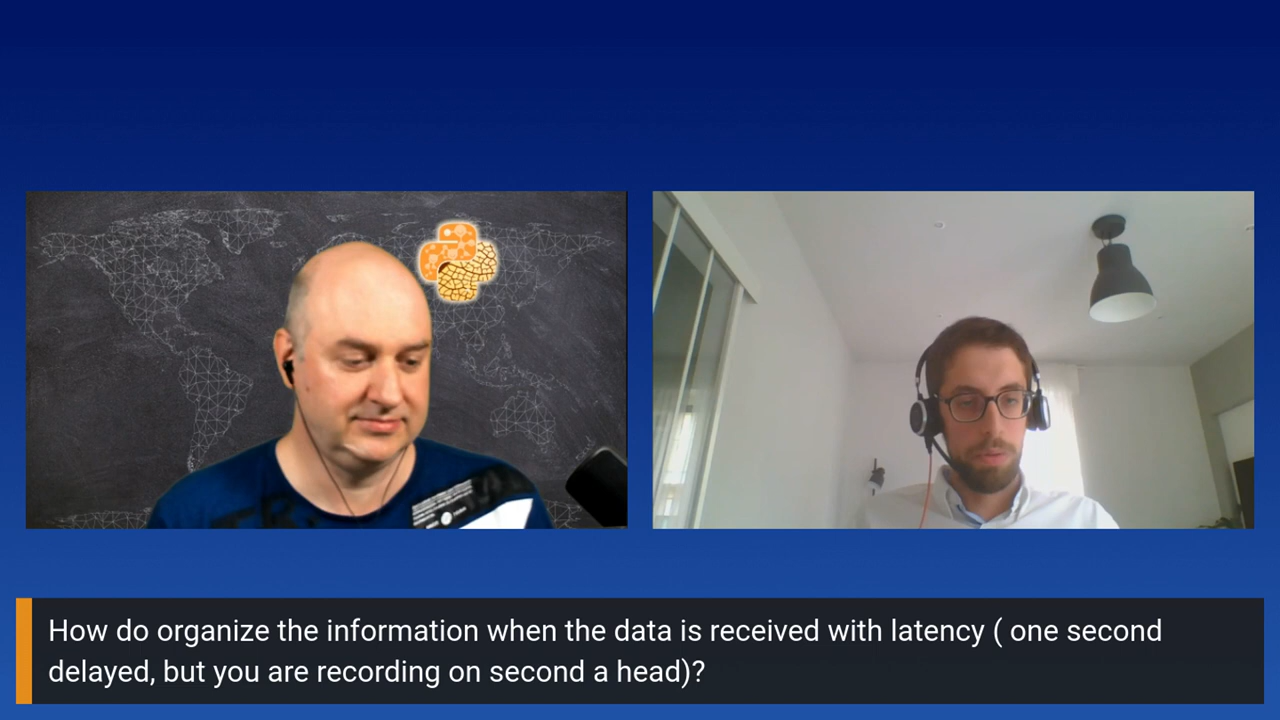 How do organize the information when the data is received with latency ( one second
delayed, but you are recording on second a head)?